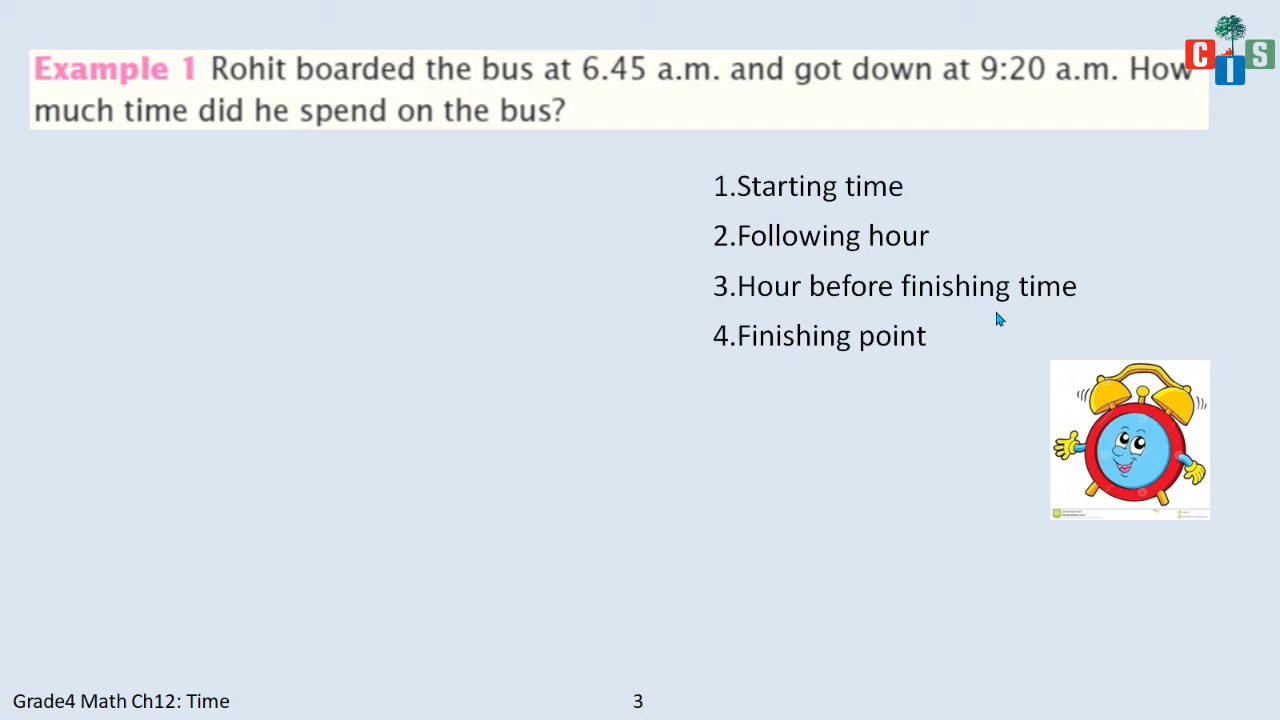 C I S
Example 1 Rohit boarded the bus at 6.45 a.m. and got down at 9:20 a.m. How
much time did he spend on the bus?
1.Starting time
2.Following hour
3.Hour before finishing time
4.Finishing point
Grade4 Math Ch12: Time
3